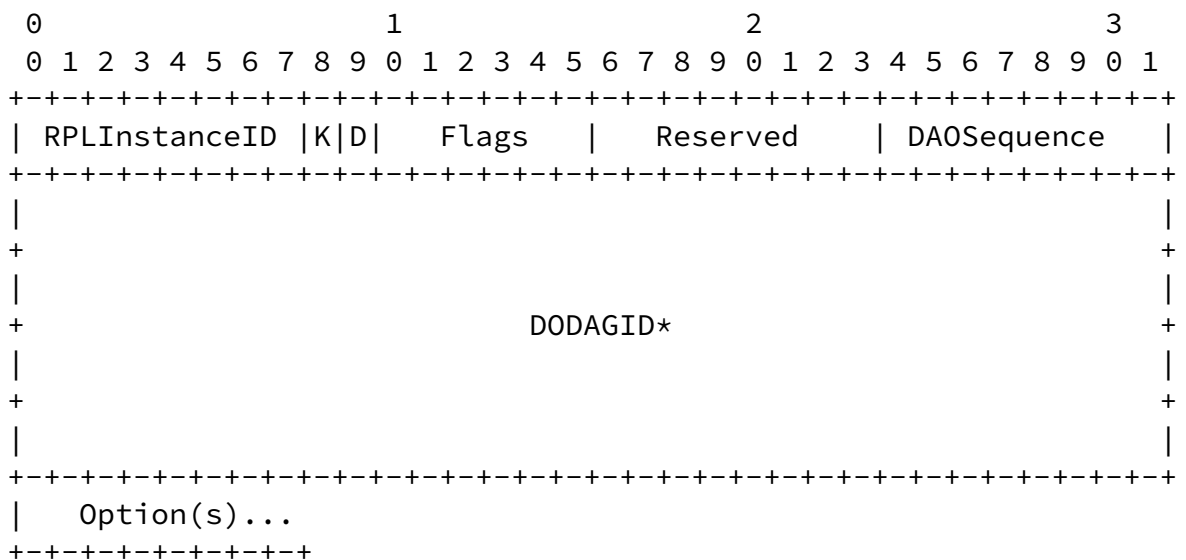 0                   1                   2                   3
 0 1 2 3 4 5 6 7 8 9 0 1 2 3 4 5 6 7 8 9 0 1 2 3 4 5 6 7 8 9 0 1
+-+-+-+-+-+-+-+-+-+-+-+-+-+-+-+-+-+-+-+-+-+-+-+-+-+-+-+-+-+-+-+-+
| RPLInstanceID |K|D|   Flags   |   Reserved    | DAOSequence   |
+-+-+-+-+-+-+-+-+-+-+-+-+-+-+-+-+-+-+-+-+-+-+-+-+-+-+-+-+-+-+-+-+
|                                                               |
+                                                               +
|                                                               |
+                            DODAGID*                           +
|                                                               |
+                                                               +
|                                                               |
+-+-+-+-+-+-+-+-+-+-+-+-+-+-+-+-+-+-+-+-+-+-+-+-+-+-+-+-+-+-+-+-+
|   Option(s)...
+-+-+-+-+-+-+-+-+